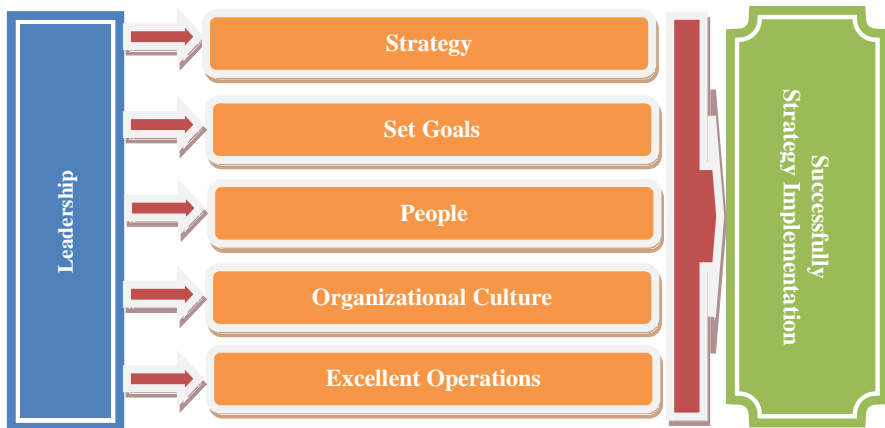 Leadership
Strategy
Set Goals
People
Organizational Culture
Excellent Operations
Successfully
Strategy Implementation